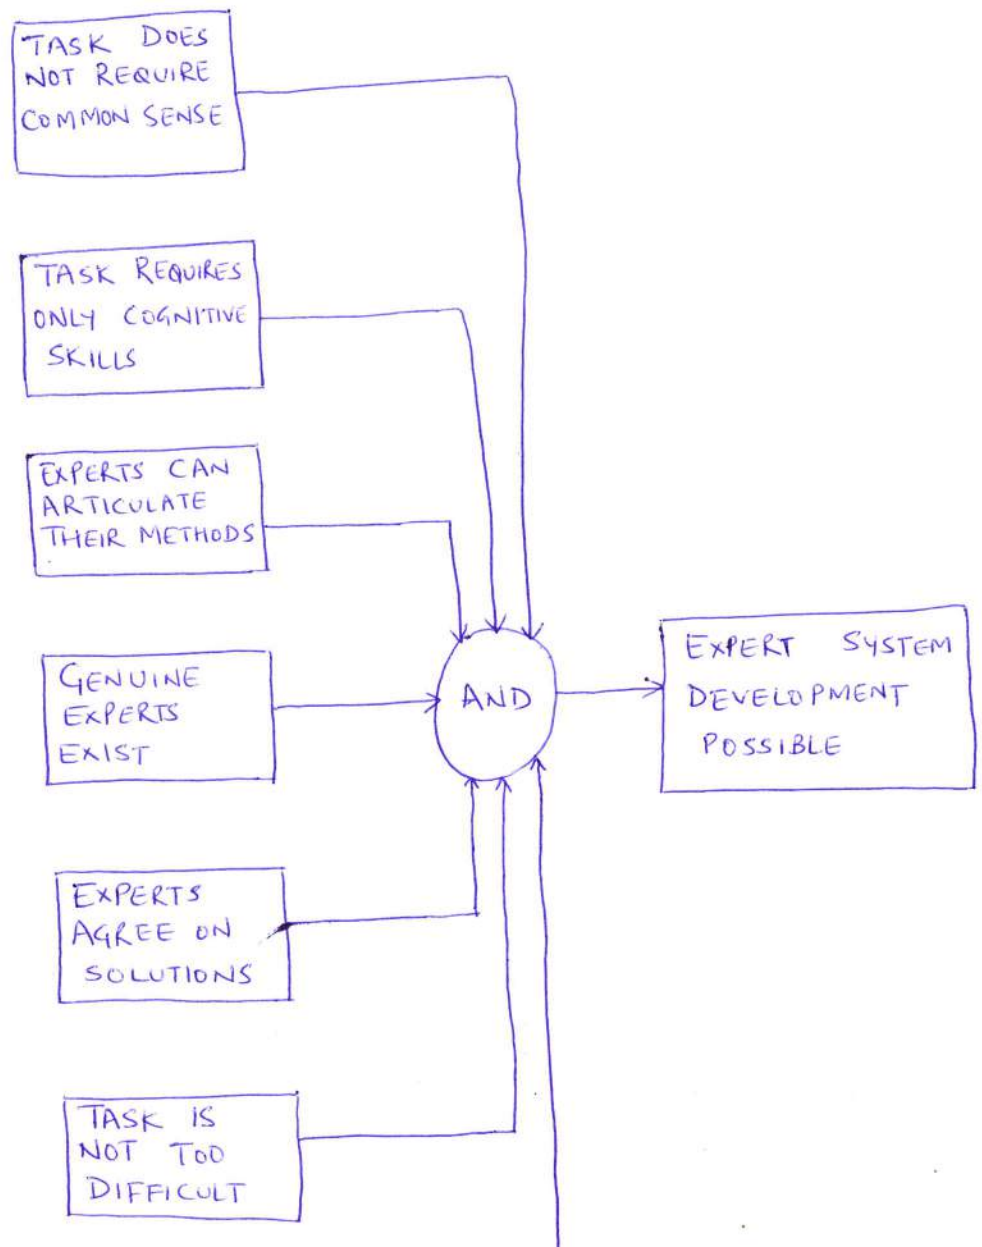 TASK DOES
NOT REQUIRE
COMMON SENSE
TASK REQUIRES
ONLY COGNITIVE
SKILLS
EXPERTS CAN
ARTICULATE
THEIR METHODS
GENUINE
EXPERTS
EXIST
AND
EXPERT SYSTEM
DEVELOPMENT
POSSIBLE
EXPERTS
AGREE ON
SOLUTIONS
TASK IS
NOT TOO
DIFFICULT